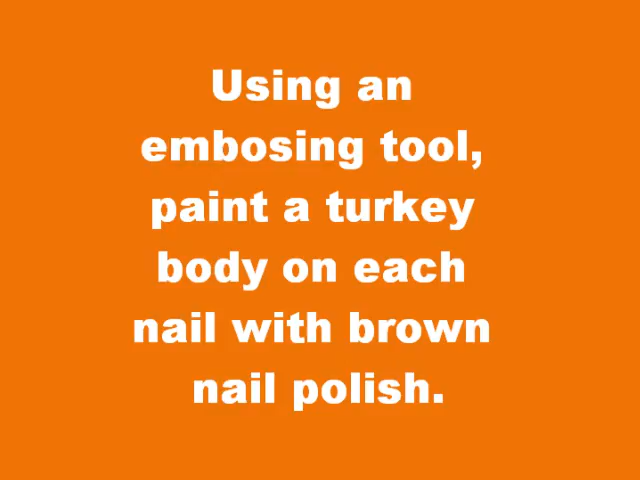 Using an
embosing tool,
paint a turkey
body on each
nail with brown
nail polish.